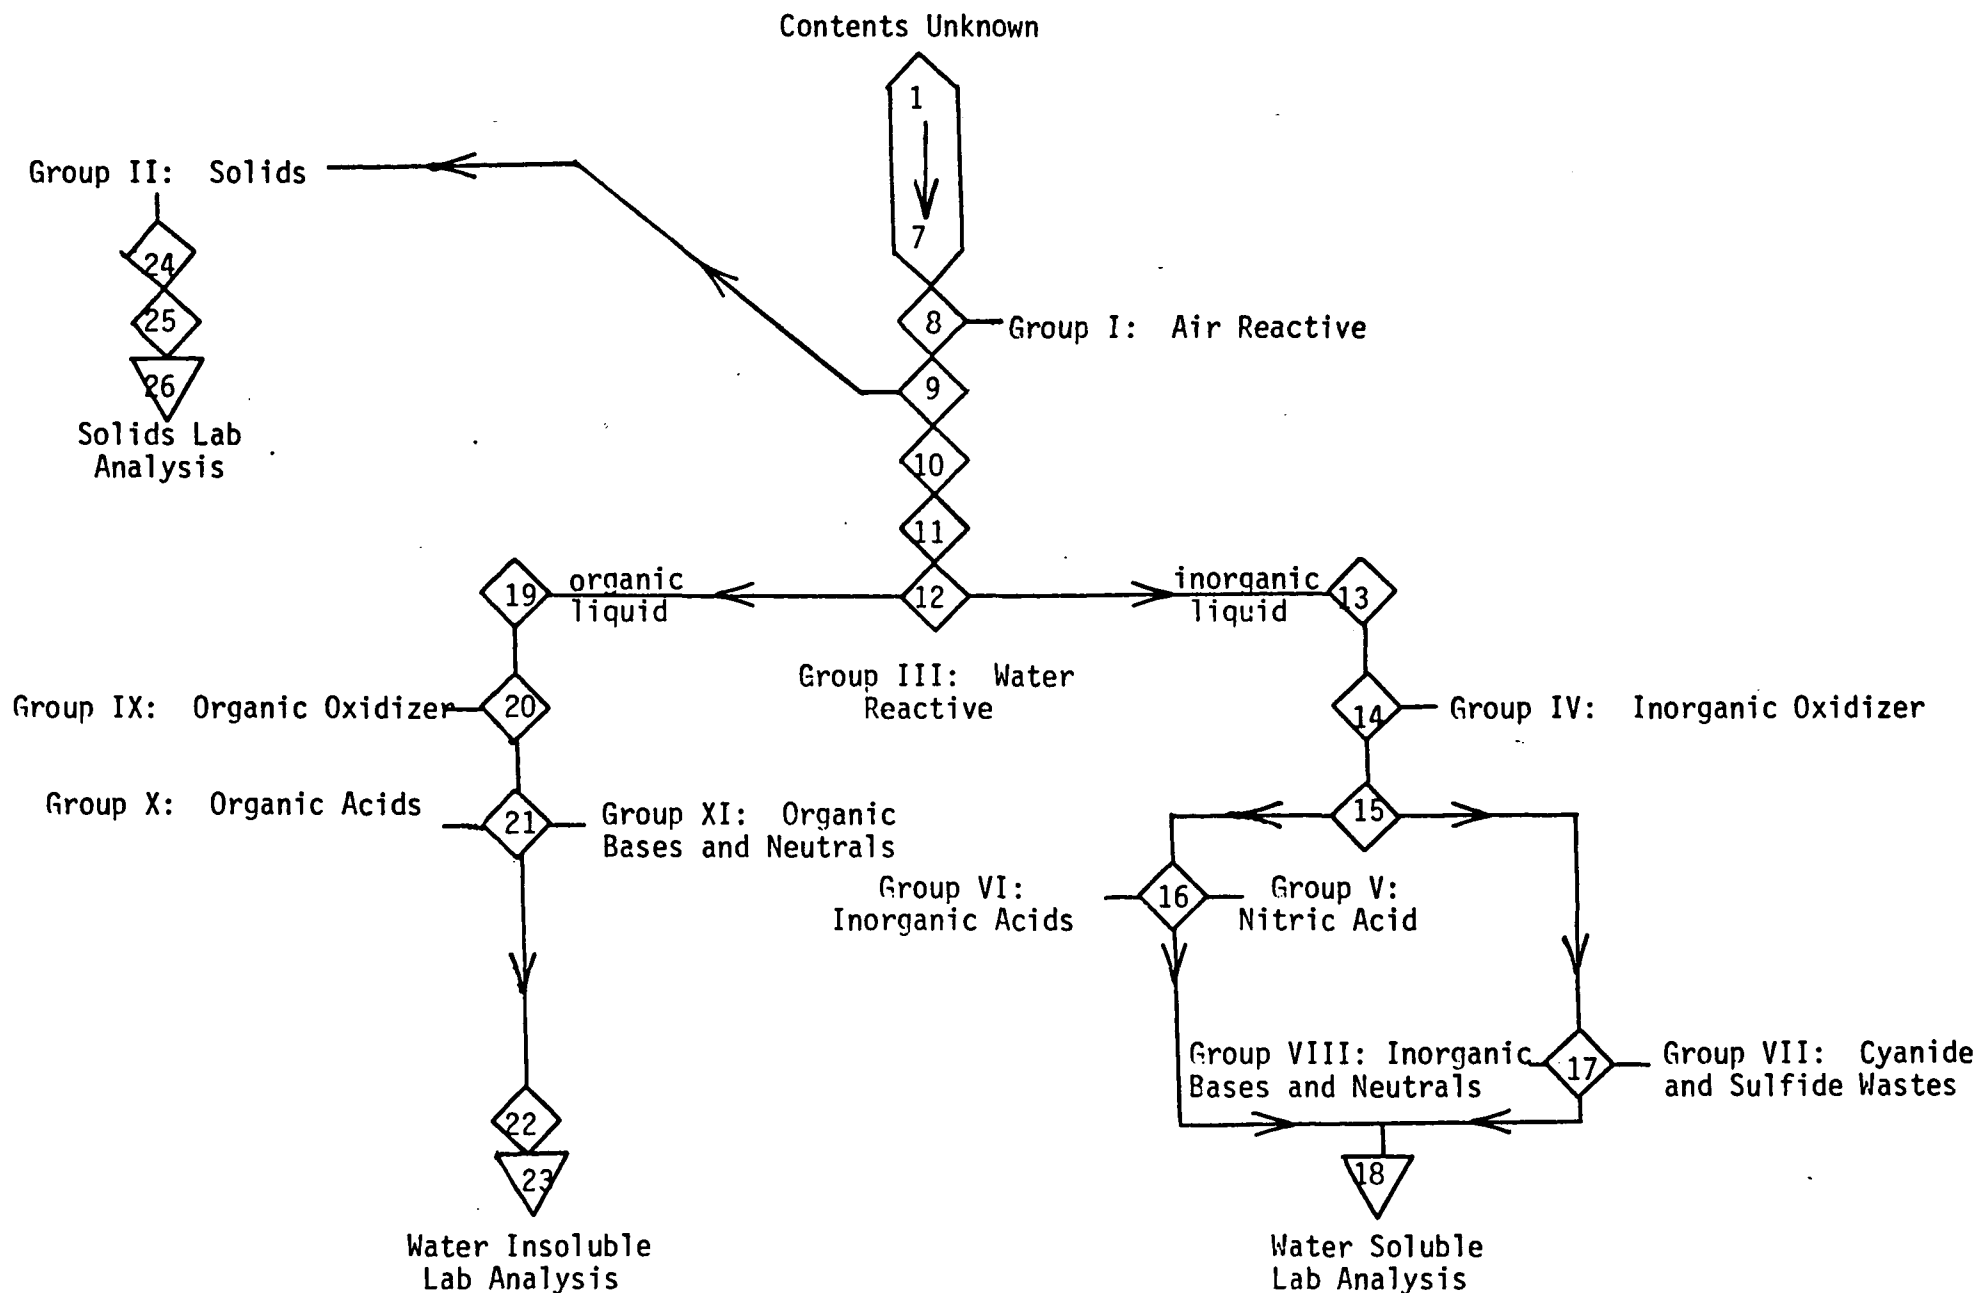 Contents Unknown
1
7
Group II: Solids
24
25
26
Solids Lab
Analysis
8
Group I: Air Reactive
9
10
11
12
organic
liquid
inorganic
liquid
19
13
Group III: Water
Reactive
Group IX: Organic Oxidizer
20
14
Group IV: Inorganic Oxidizer
Group X: Organic Acids
21
Group XI: Organic
Bases and Neutrals
15
Group VI:
Inorganic Acids
16
Group V:
Nitric Acid
Group VIII: Inorganic
Bases and Neutrals
17
Group VII: Cyanide
and Sulfide Wastes
22
23
18
Water Insoluble
Lab Analysis
Water Soluble
Lab Analysis